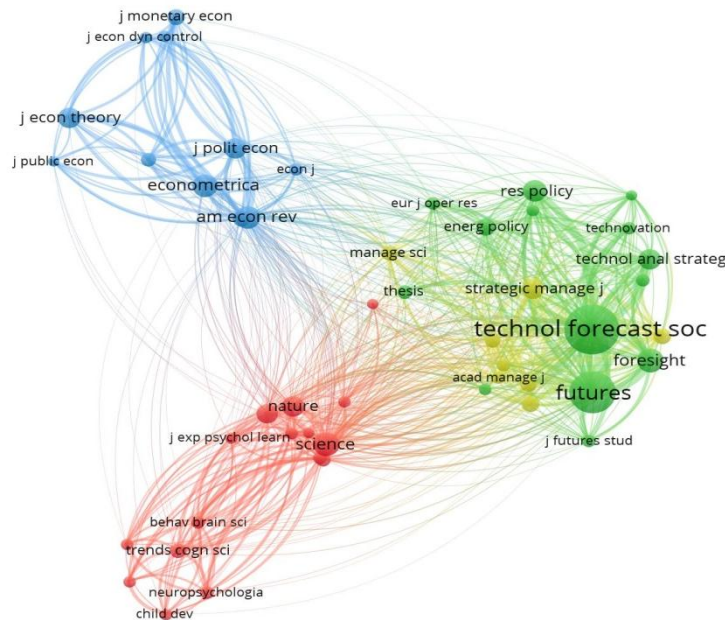 j monetary econ
j econ dyn control
j econ theory
j public econ
j polit econ
econ j
econometrica
am econ rev
res policy
eur j oper res
energ policy
technovation
manage sci
technol anal strateg
thesis
strategic manage j
technol forecast soc
foresight
acad manage j
futures
j futures stud
nature
j exp psychol learn
science
behav brain sci
trends cogn sci
neuropsychologia
child dev